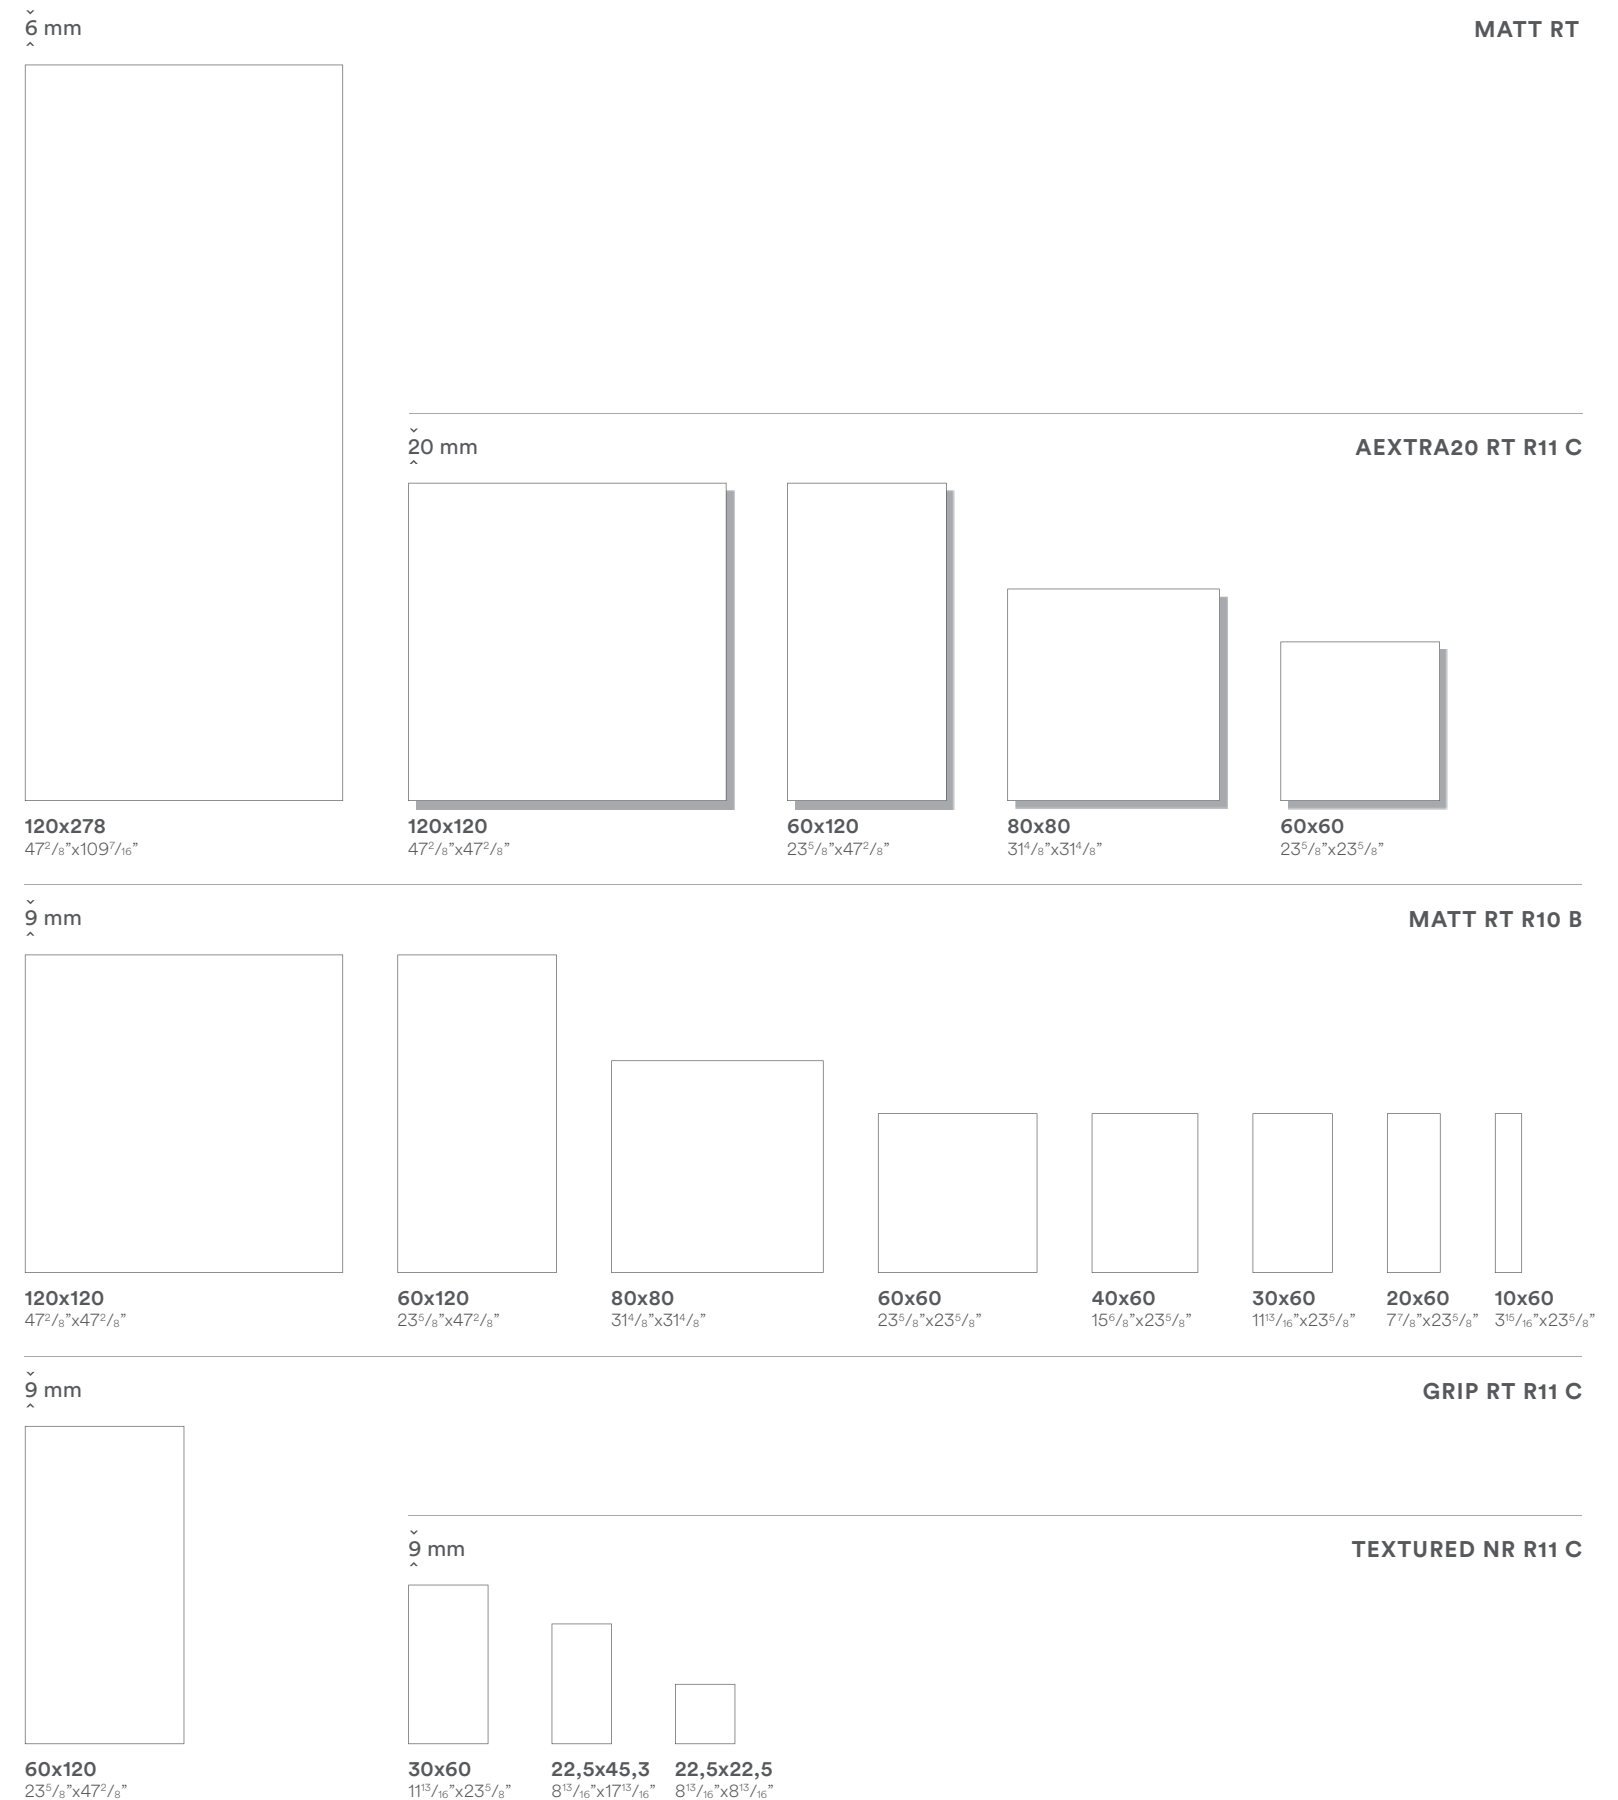 6 mm
MATT RT
120x278
47²/₈”x109⁷/₁₆”
20 mm
AEXTRA20 RT R11 C
120x120
47²/₈”x47²/₈”
60x120
23⁵/₈”x47²/₈”
80x80
31⁴/₈”x31⁴/₈”
60x60
23⁵/₈”x23⁵/₈”
9 mm
MATT RT R10 B
120x120
47²/₈”x47²/₈”
60x120
23⁵/₈”x47²/₈”
80x80
31⁴/₈”x31⁴/₈”
60x60
23⁵/₈”x23⁵/₈”
40x60
15⁶/₈”x23⁵/₈”
30x60
11¹³/₁₆”x23⁵/₈”
20x60
7⁷/₈”x23⁵/₈”
10x60
3¹⁵/₁₆”x23⁵/₈”
9 mm
GRIP RT R11 C
60x120
23⁵/₈”x47²/₈”
9 mm
TEXTURED NR R11 C
30x60
11¹³/₁₆”x23⁵/₈”
22,5x45,3
8¹³/₁₆”x17¹³/₁₆”
22,5x22,5
8¹³/₁₆”x8¹³/₁₆”